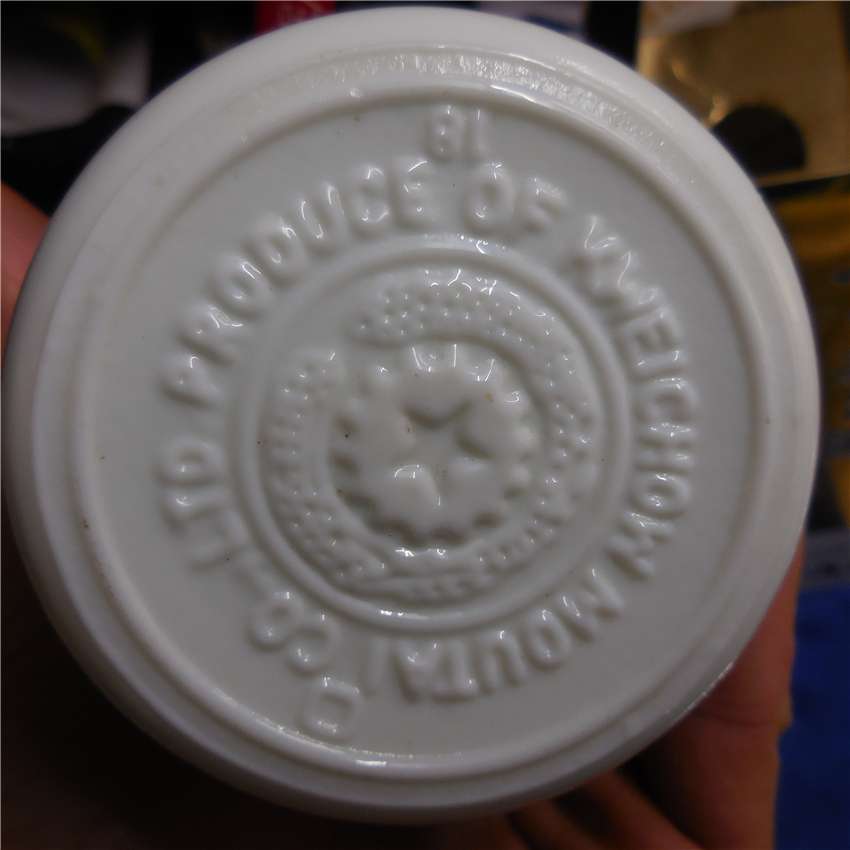 81
PRODUCE OF KWEICHOW MOUTAI CO., LTD